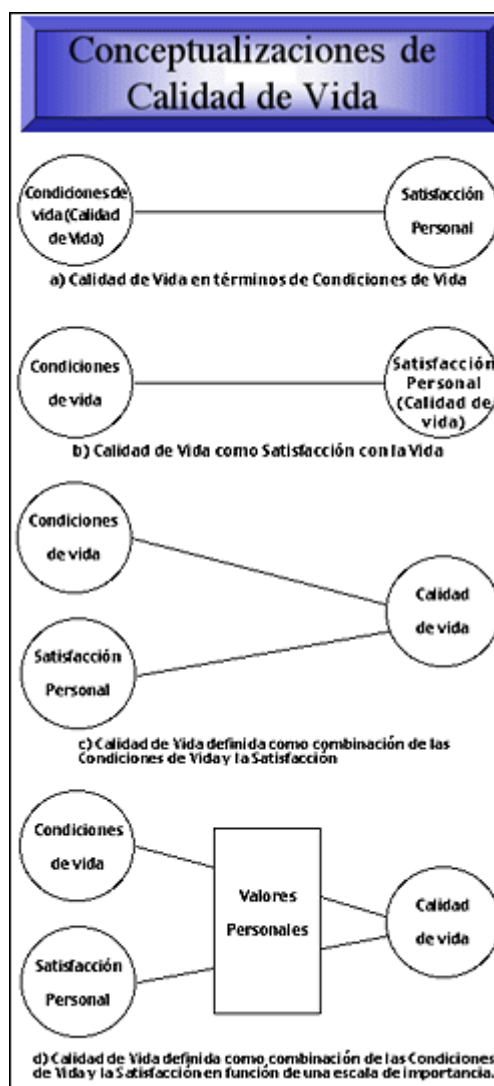 Conceptualizaciones de
Calidad de Vida
Condiciones de
vida (Calidad
de Vida)
Satisfacción
Personal
a) Calidad de Vida en términos de Condiciones de Vida
Condiciones
de vida
Satisfacción
Personal
(Calidad de
vida)
b) Calidad de Vida como Satisfacción con la Vida
Condiciones
de vida
Satisfacción
Personal
Calidad
de vida
c) Calidad de Vida definida como combinación de las
Condiciones de Vida y la Satisfacción
Condiciones
de vida
Satisfacción
Personal
Valores
Personales
Calidad
de vida
d) Calidad de Vida definida como combinación de las Condiciones
de Vida y la Satisfacción en función de una escala de importancia.